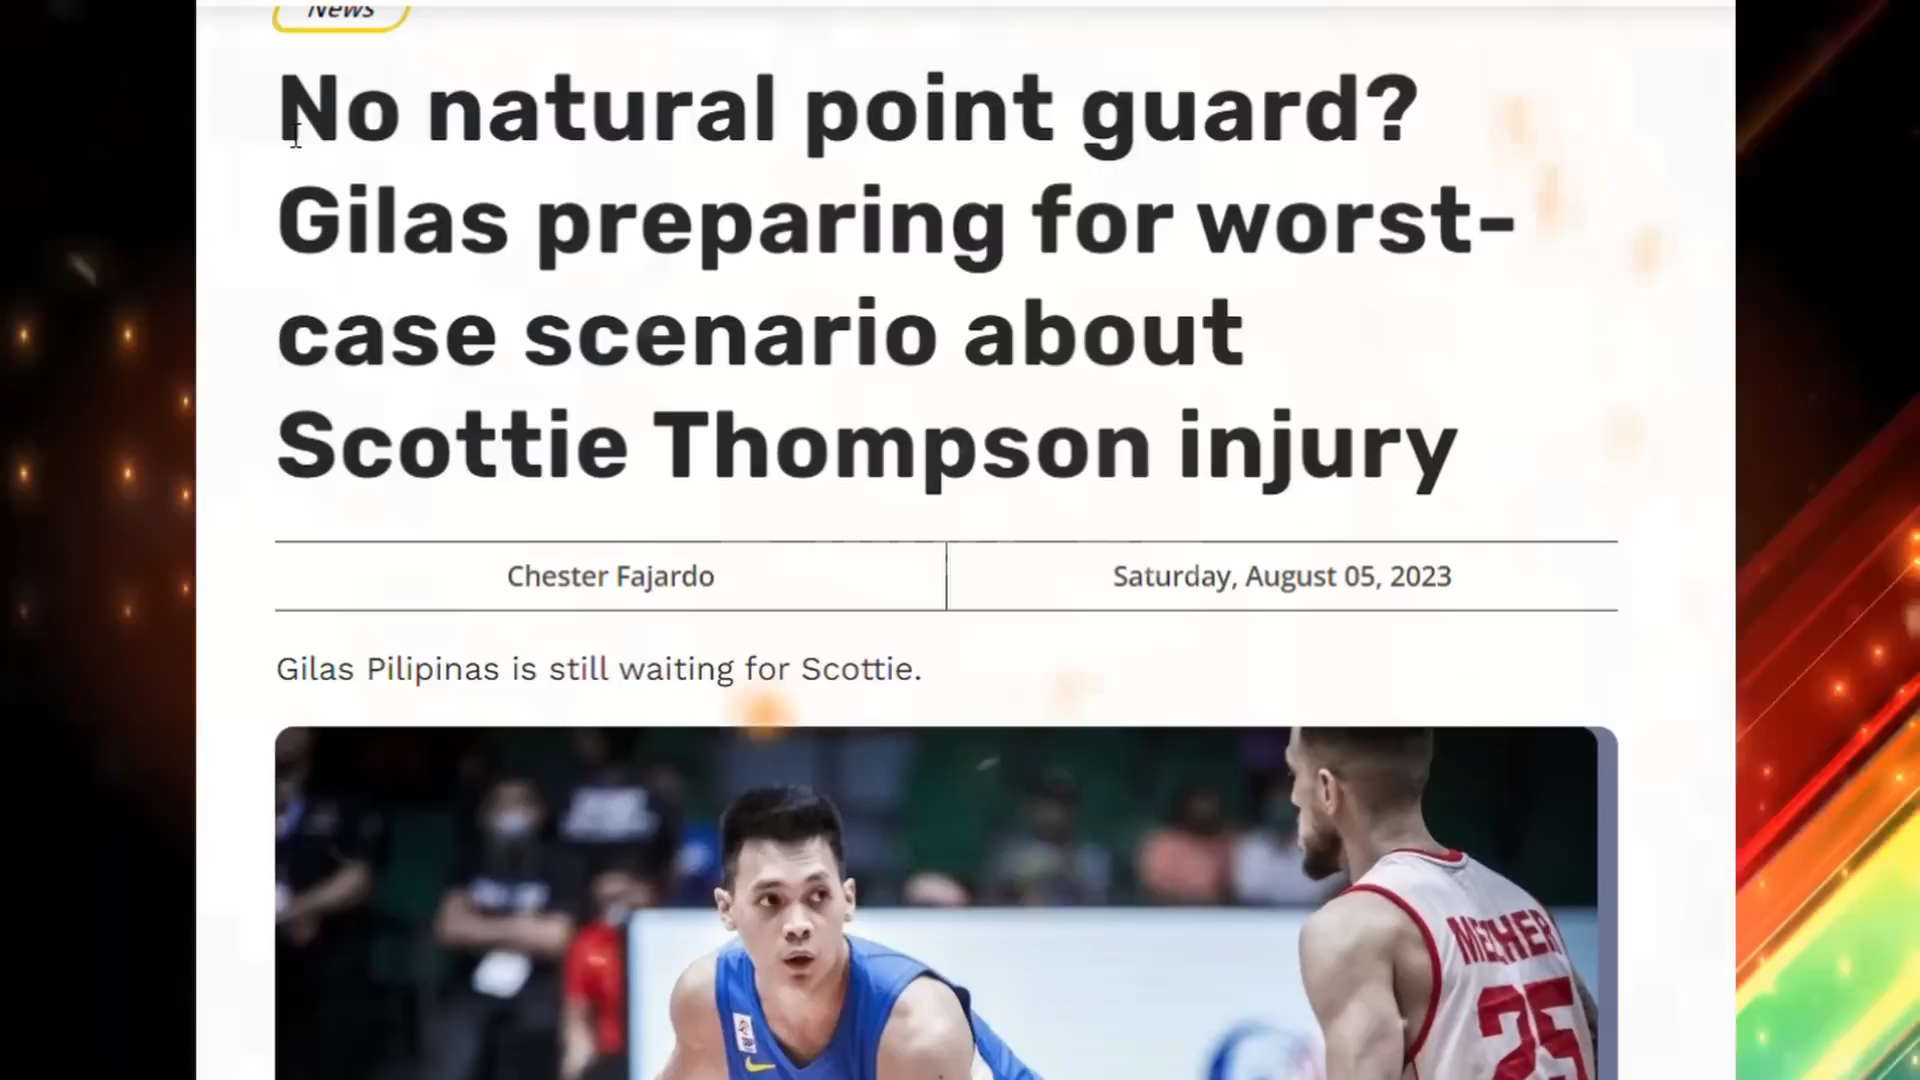 News
No natural point guard?
Gilas preparing for worst-
case scenario about
Scottie Thompson injury
Chester Fajardo
Saturday, August 05, 2023
Gilas Pilipinas is still waiting for Scottie.
25